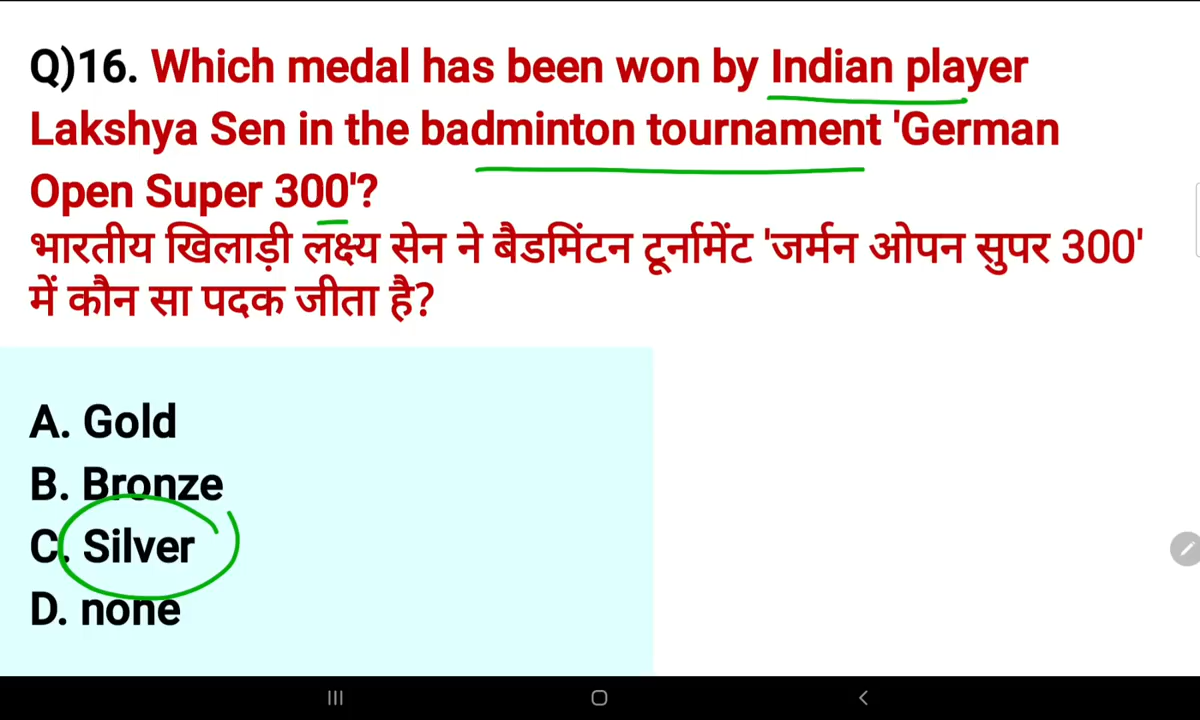 Q)16. Which medal has been won by Indian player
Lakshya Sen in the badminton tournament 'German
Open Super 300'?
भारतीय खिलाड़ी लक्ष्य सेन ने बैडमिंटन टूर्नामेंट 'जर्मन ओपन सुपर 300'
में कौन सा पदक जीता है?
A. Gold
B. Bronze
C. Silver
D. none